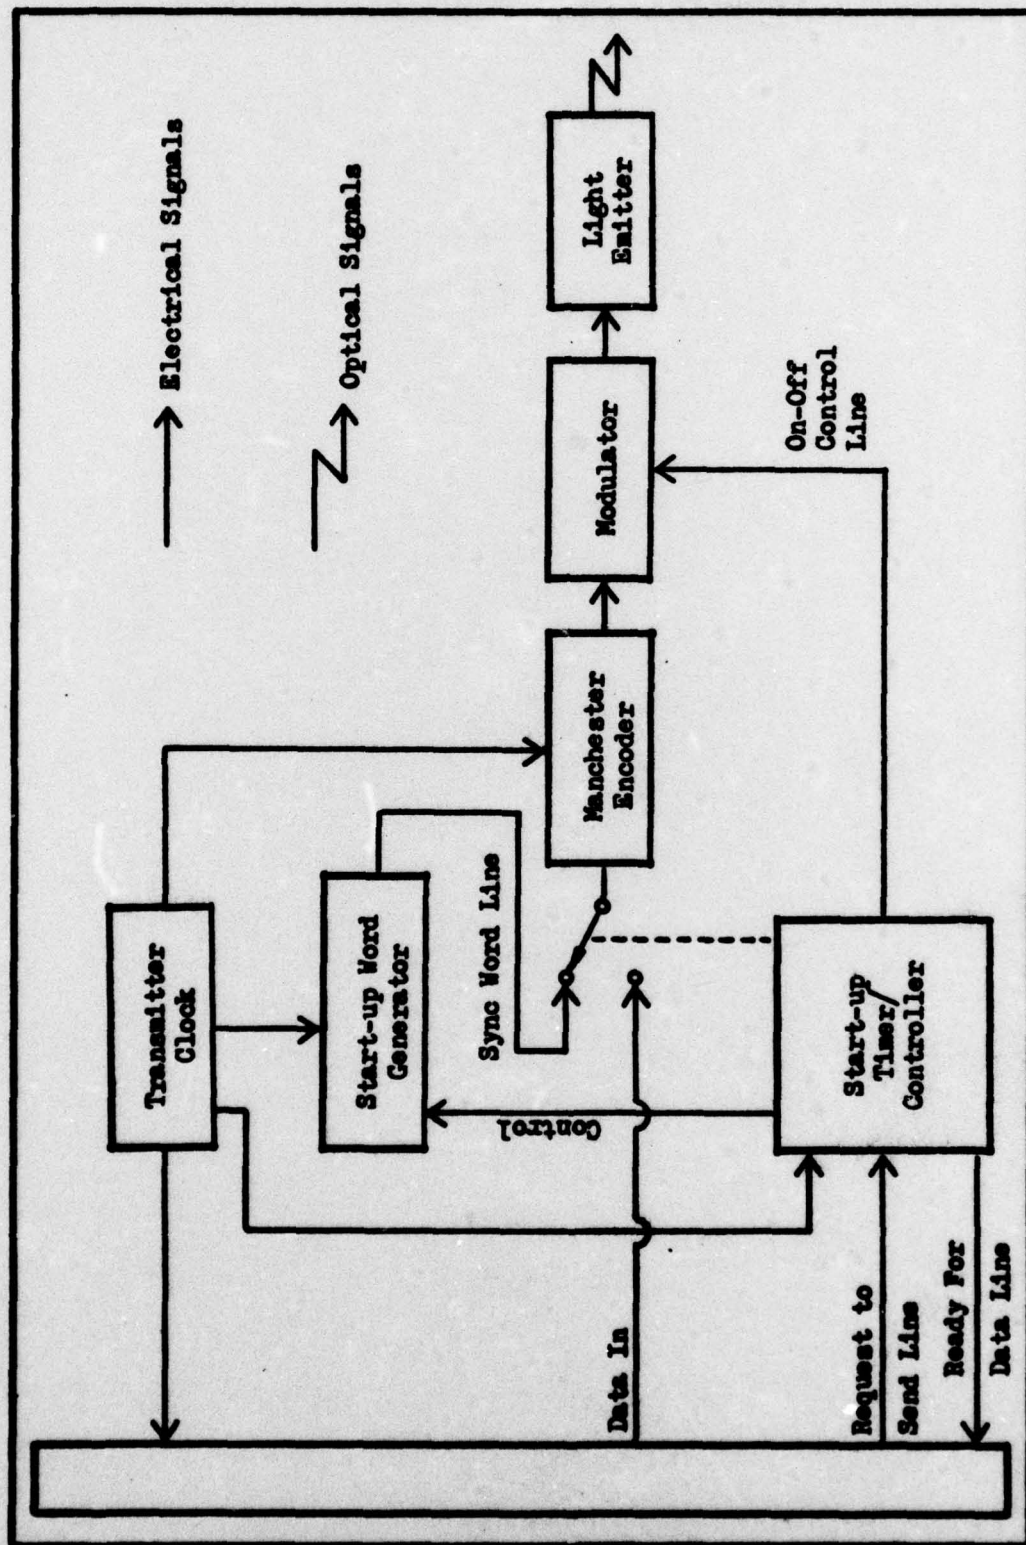 Electrical Signals
Optical Signals
Transmitter
Clock
Start-up Word
Generator
Sync Word Line
Manchester
Encoder
Modulator
Light
Emitter
Control
Data In
On-Off
Control
Line
Start-up
Timer/
Controller
Request to
Send Line
Ready For
Data Line